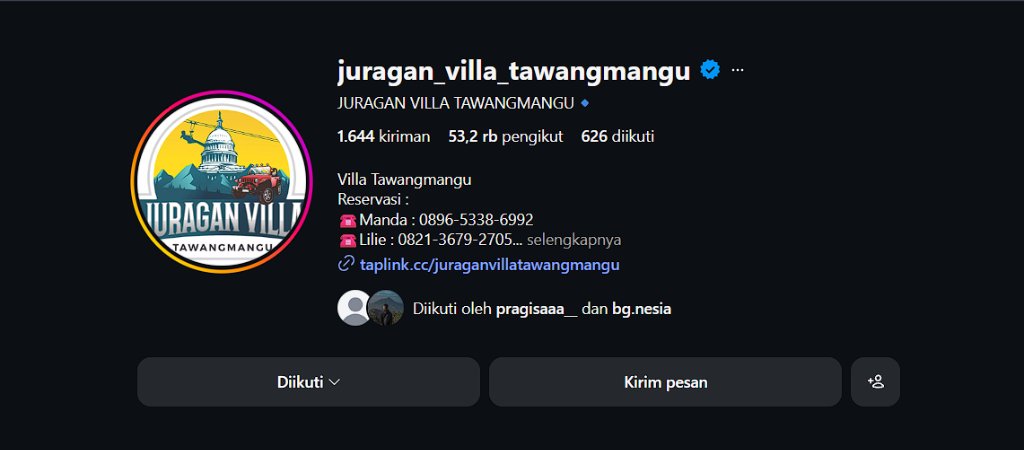 juragan_villa_tawangmangu ...
JURAGAN VILLA TAWANGMANGU
1.644 kiriman 53,2 rb pengikut 626 diikuti
Villa Tawangmangu
Reservasi :
☎️Manda : 0896-5338-6992
☎️Lilie : 0821-3679-2705... selengkapnya
taplink.cc/juraganvillatawangmangu
Diikuti oleh pragisaaa__ dan bg.nesia
Diikuti
Kirim pesan
JURAGAN VILLA
TAWANGMANGU